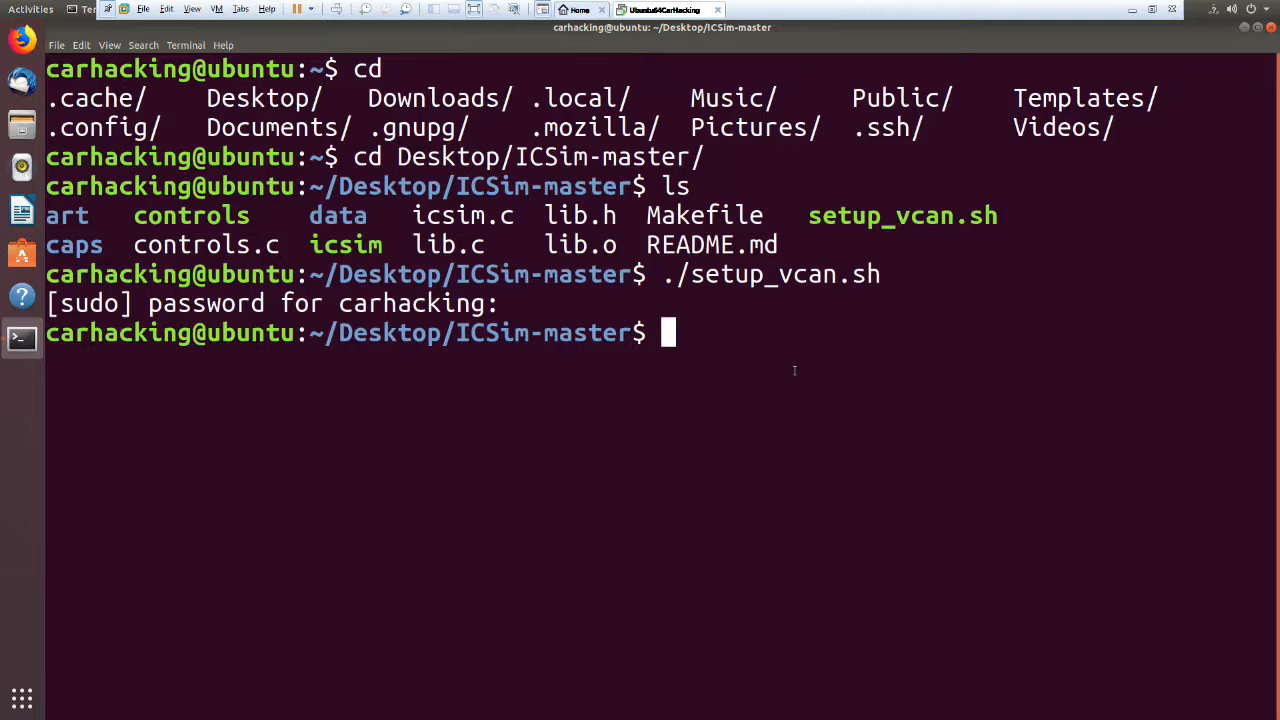 Activities Ter File Edit View VM Tabs Help Home Ubuntu64CarHacking
carhacking@ubuntu: ~/Desktop/ICSim-master
File Edit View Search Terminal Help
carhacking@ubuntu:~$ cd
.cache/ Desktop/ Downloads/ .local/ Music/ Public/ Templates/
.config/ Documents/ .gnupg/ .mozilla/ Pictures/ .ssh/ Videos/
carhacking@ubuntu:~$ cd Desktop/ICSim-master/
carhacking@ubuntu:~/Desktop/ICSim-master$ ls
art controls data icsim.c lib.h Makefile setup_vcan.sh
caps controls.c icsim lib.c lib.o README.md
carhacking@ubuntu:~/Desktop/ICSim-master$ ./setup_vcan.sh
[sudo] password for carhacking:
carhacking@ubuntu:~/Desktop/ICSim-master$